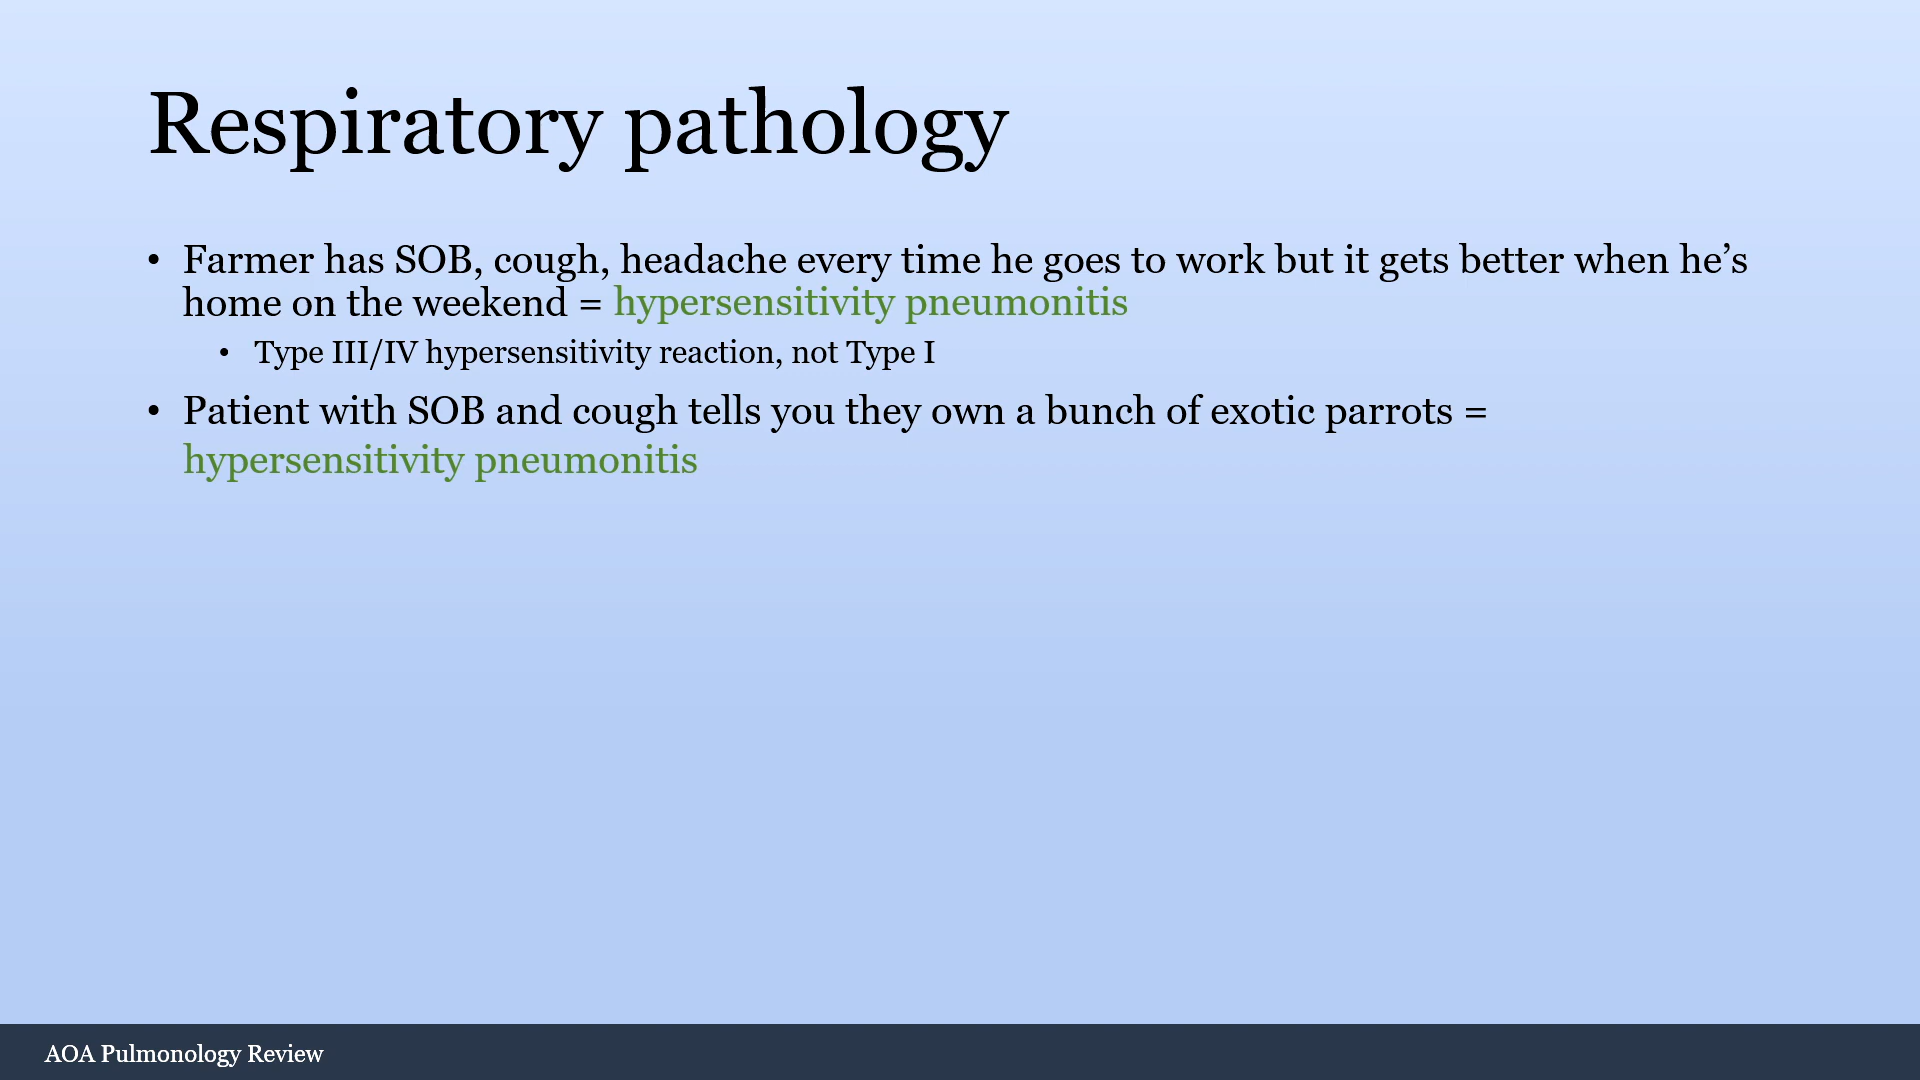 Respiratory pathology
• Farmer has SOB, cough, headache every time he goes to work but it gets better when he’s
home on the weekend = hypersensitivity pneumonitis
• Type III/IV hypersensitivity reaction, not Type I
• Patient with SOB and cough tells you they own a bunch of exotic parrots =
hypersensitivity pneumonitis
AOA Pulmonology Review